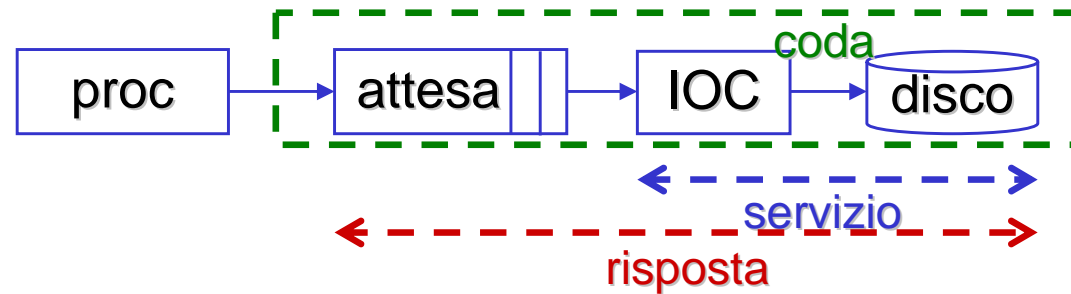 coda
proc attesa IOC disco
servizio
risposta